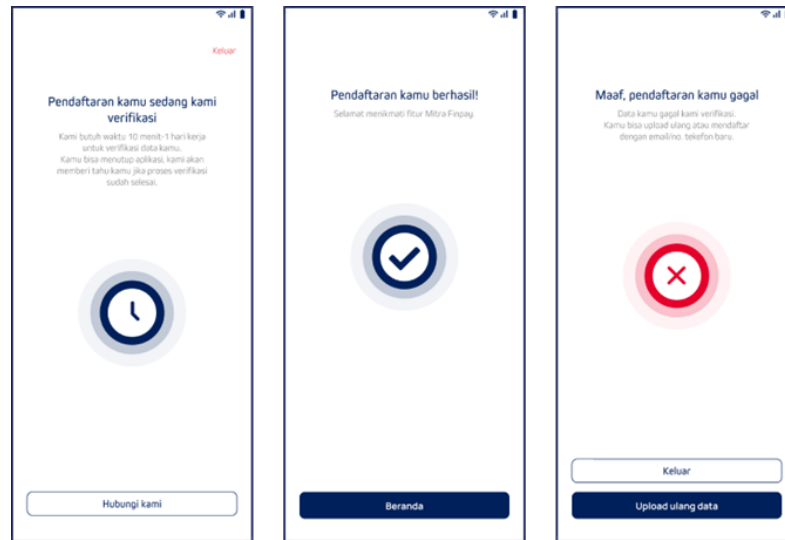 Keluar
Pendaftaran kamu sedang kami
verifikasi
Kami butuh waktu 10 menit-1 hari kerja
untuk verifikasi data kamu.
Kamu bisa menutup aplikasi, kami akan
memberi tahu kamu jika proses verifikasi
sudah selesai.
Hubungi kami
Pendaftaran kamu berhasil!
Selamat menikmati fitur Mitra Finpay
Beranda
Maaf, pendaftaran kamu gagal
Data kamu gagal kami verifikasi.
Kamu bisa upload ulang atau mendaftar
dengan email/no. tekefon baru.
Keluar
Upload ulang data